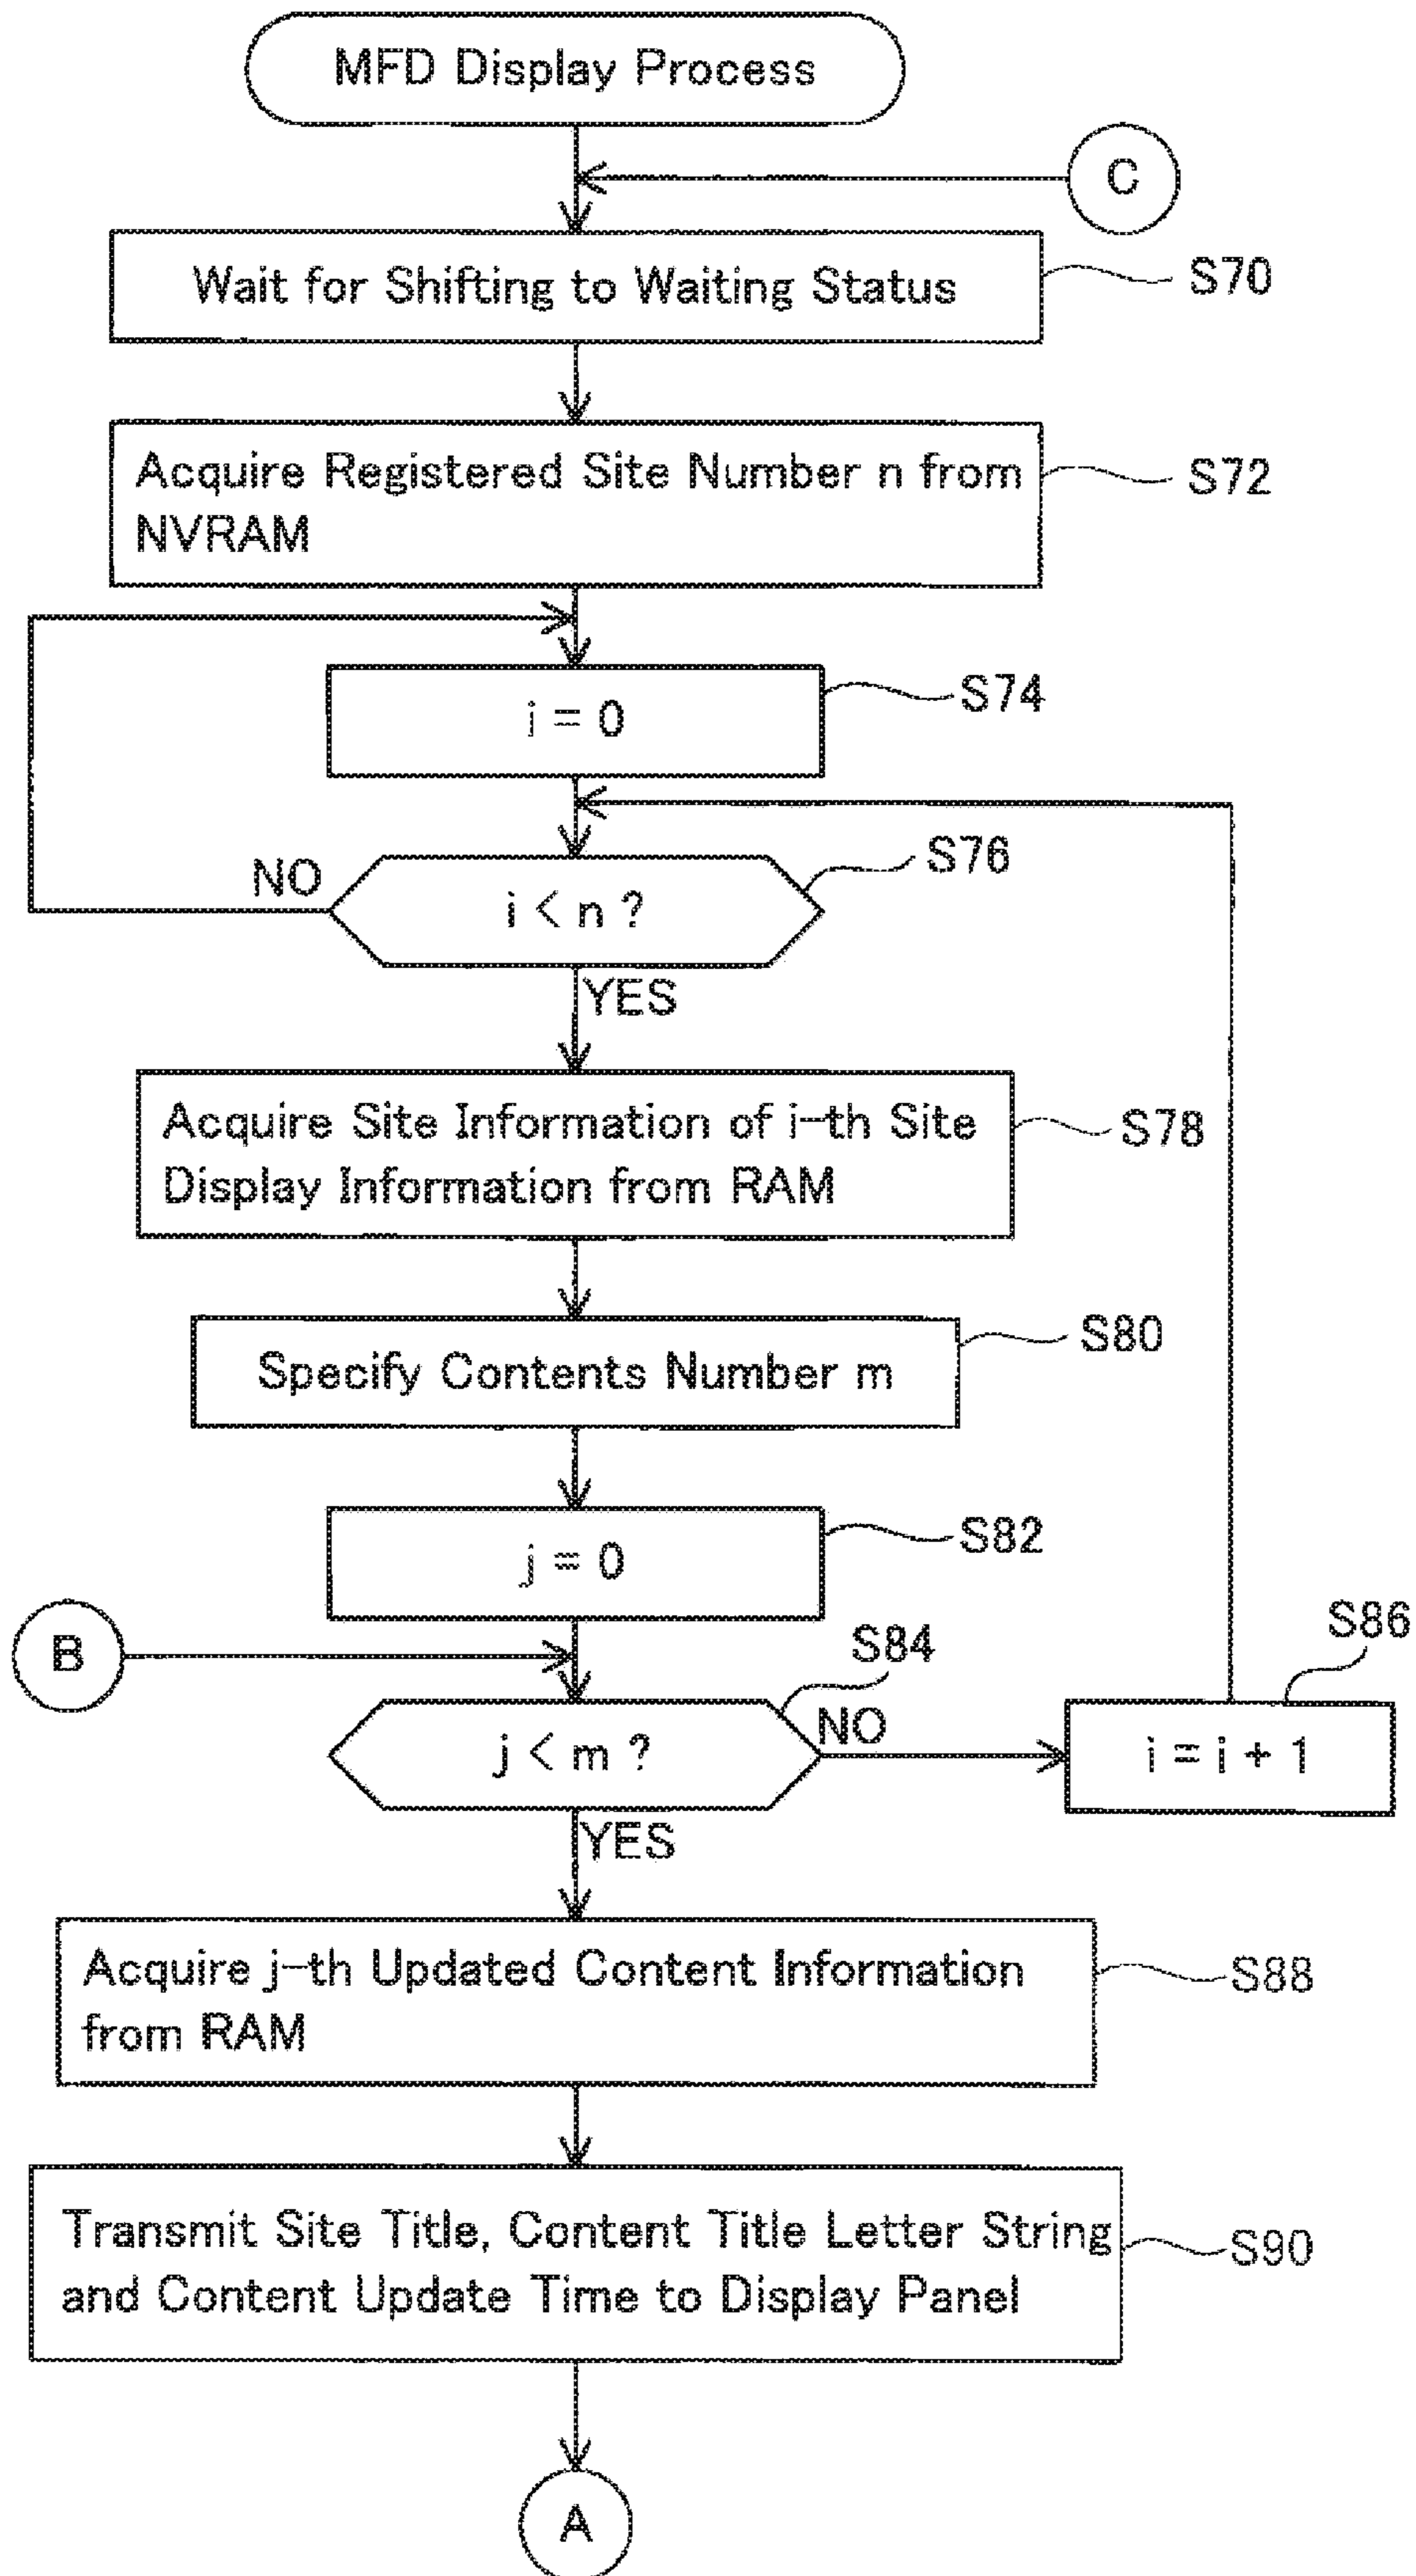 MFD Display Process
C
Wait for Shifting to Waiting Status
S70
Acquire Registered Site Number n from
NVRAM
S72
i = 0
S74
i < n ?
S76
NO
YES
Acquire Site Information of i-th Site
Display Information from RAM
S78
Specify Contents Number m
S80
j = 0
S82
B
j < m ?
S84
NO
S86
i = i + 1
YES
Acquire j-th Updated Content Information
from RAM
S88
Transmit Site Title, Content Title Letter String
and Content Update Time to Display Panel
S90
A